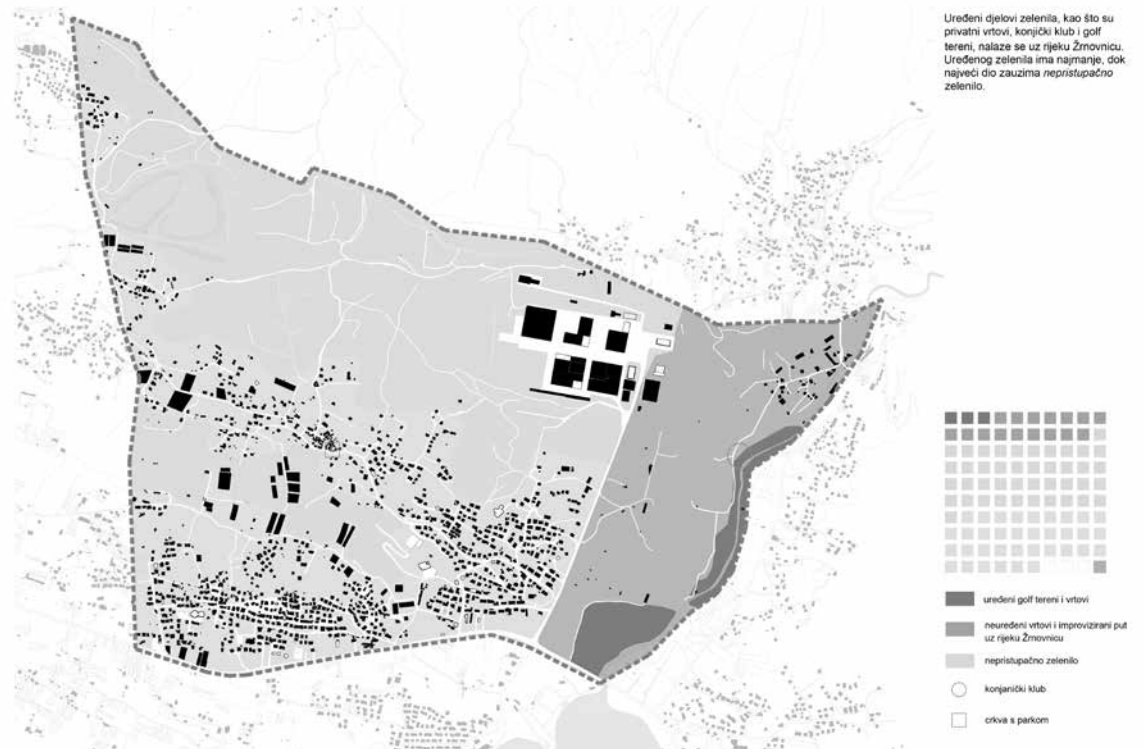 Uređeni djelovi zelenila, kao što su
privatni vrtovi, konjički klub i golf
tereni, nalaze se uz rijeku Žrnovnicu.
Uređenog zelenila ima najmanje, dok
najveći dio zauzima nepristupačno
zelenilo.
uređeni golf tereni i vrtovi
neuređeni vrtovi i improvizirani put
uz rijeku Žrnovnicu
nepristupačno zelenilo
konjanički klub
crkva s parkom